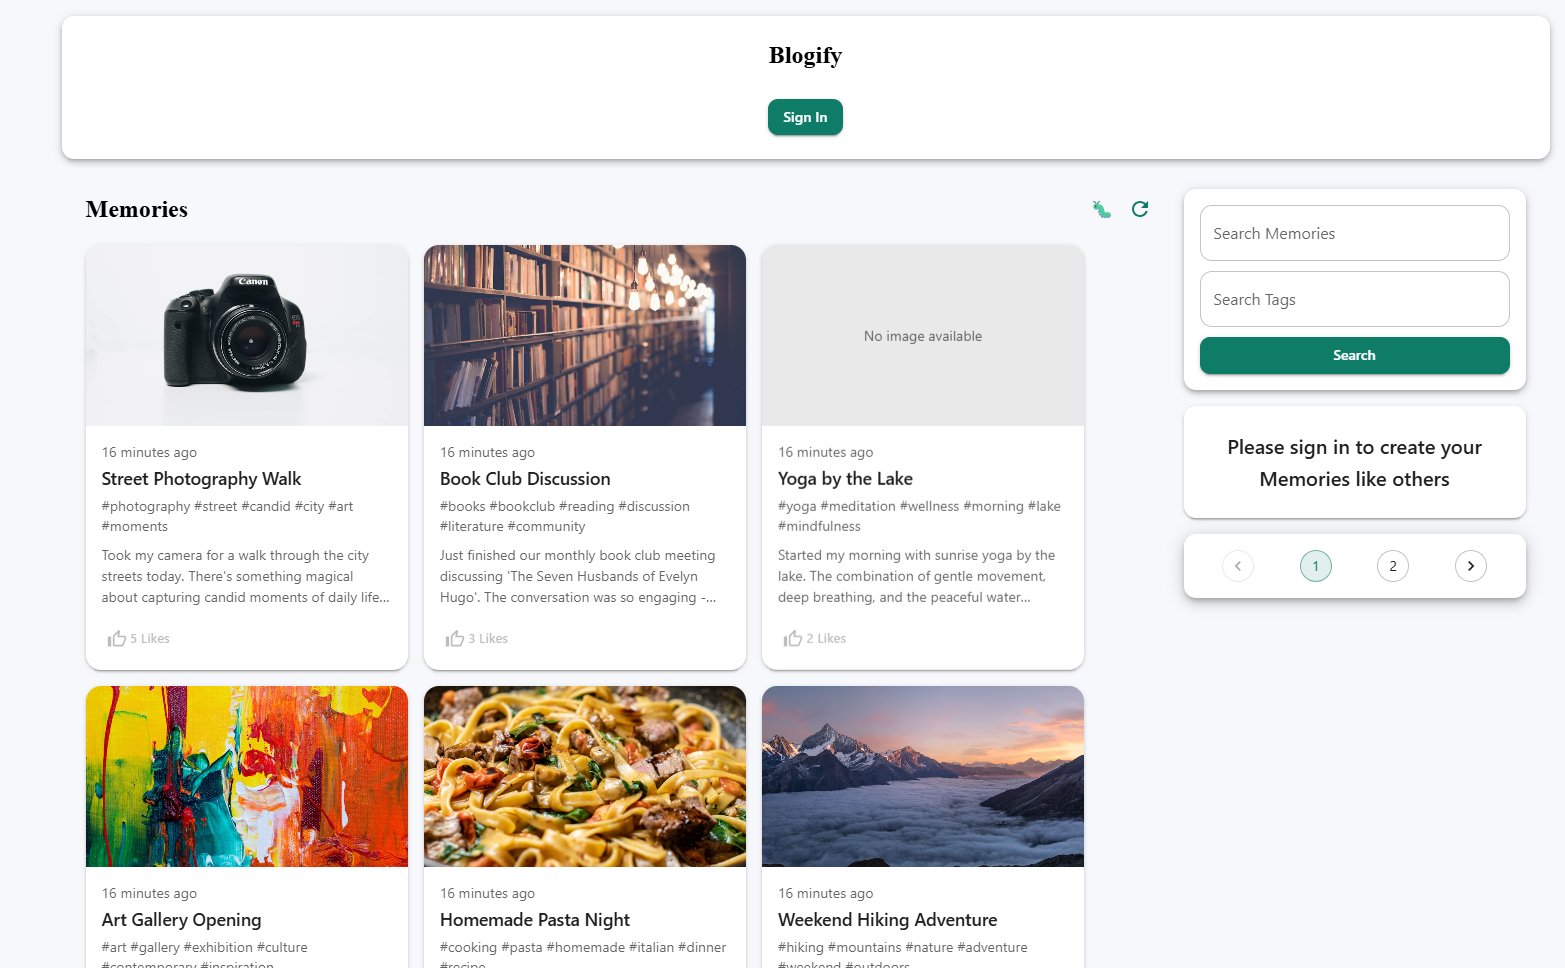 Blogify
Sign In
Memories
Canon
16 minutes ago
Street Photography Walk
#photography #street #candid #city #art
#moments
Took my camera for a walk through the city
streets today. There's something magical
about capturing candid moments of daily life...
5 Likes
16 minutes ago
Book Club Discussion
#books #bookclub #reading #discussion
#literature #community
Just finished our monthly book club meeting
discussing 'The Seven Husbands of Evelyn
Hugo'. The conversation was so engaging -...
3 Likes
No image available
16 minutes ago
Yoga by the Lake
#yoga #meditation #wellness #morning #lake
#mindfulness
Started my morning with sunrise yoga by the
lake. The combination of gentle movement,
deep breathing, and the peaceful water...
2 Likes
16 minutes ago
Art Gallery Opening
#art #gallery #exhibition #culture
#contemporary #inspiration
16 minutes ago
Homemade Pasta Night
#cooking #pasta #homemade #italian #dinner
#recipe
16 minutes ago
Weekend Hiking Adventure
#hiking #mountains #nature #adventure
#weekend #outdoors
Search Memories
Search Tags
Search
Please sign in to create your
Memories like others
1 2